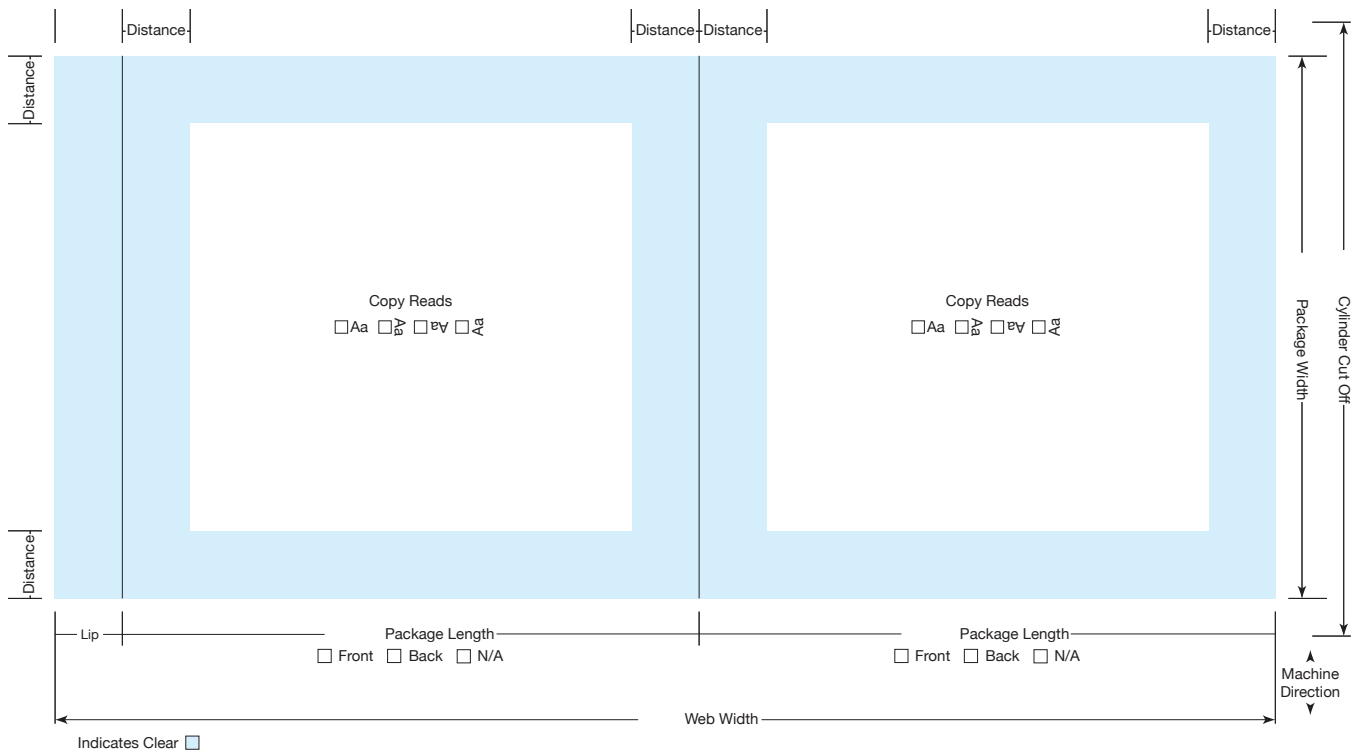 Distance Distance Distance Distance
Distance
Copy Reads Copy Reads
Aa Aa Aa Aa Aa Aa Aa Aa
Package Width
Cylinder Cut Off
Distance
Lip Package Length Package Length
Front Back N/A Front Back N/A
Machine
Direction
Web Width
Indicates Clear